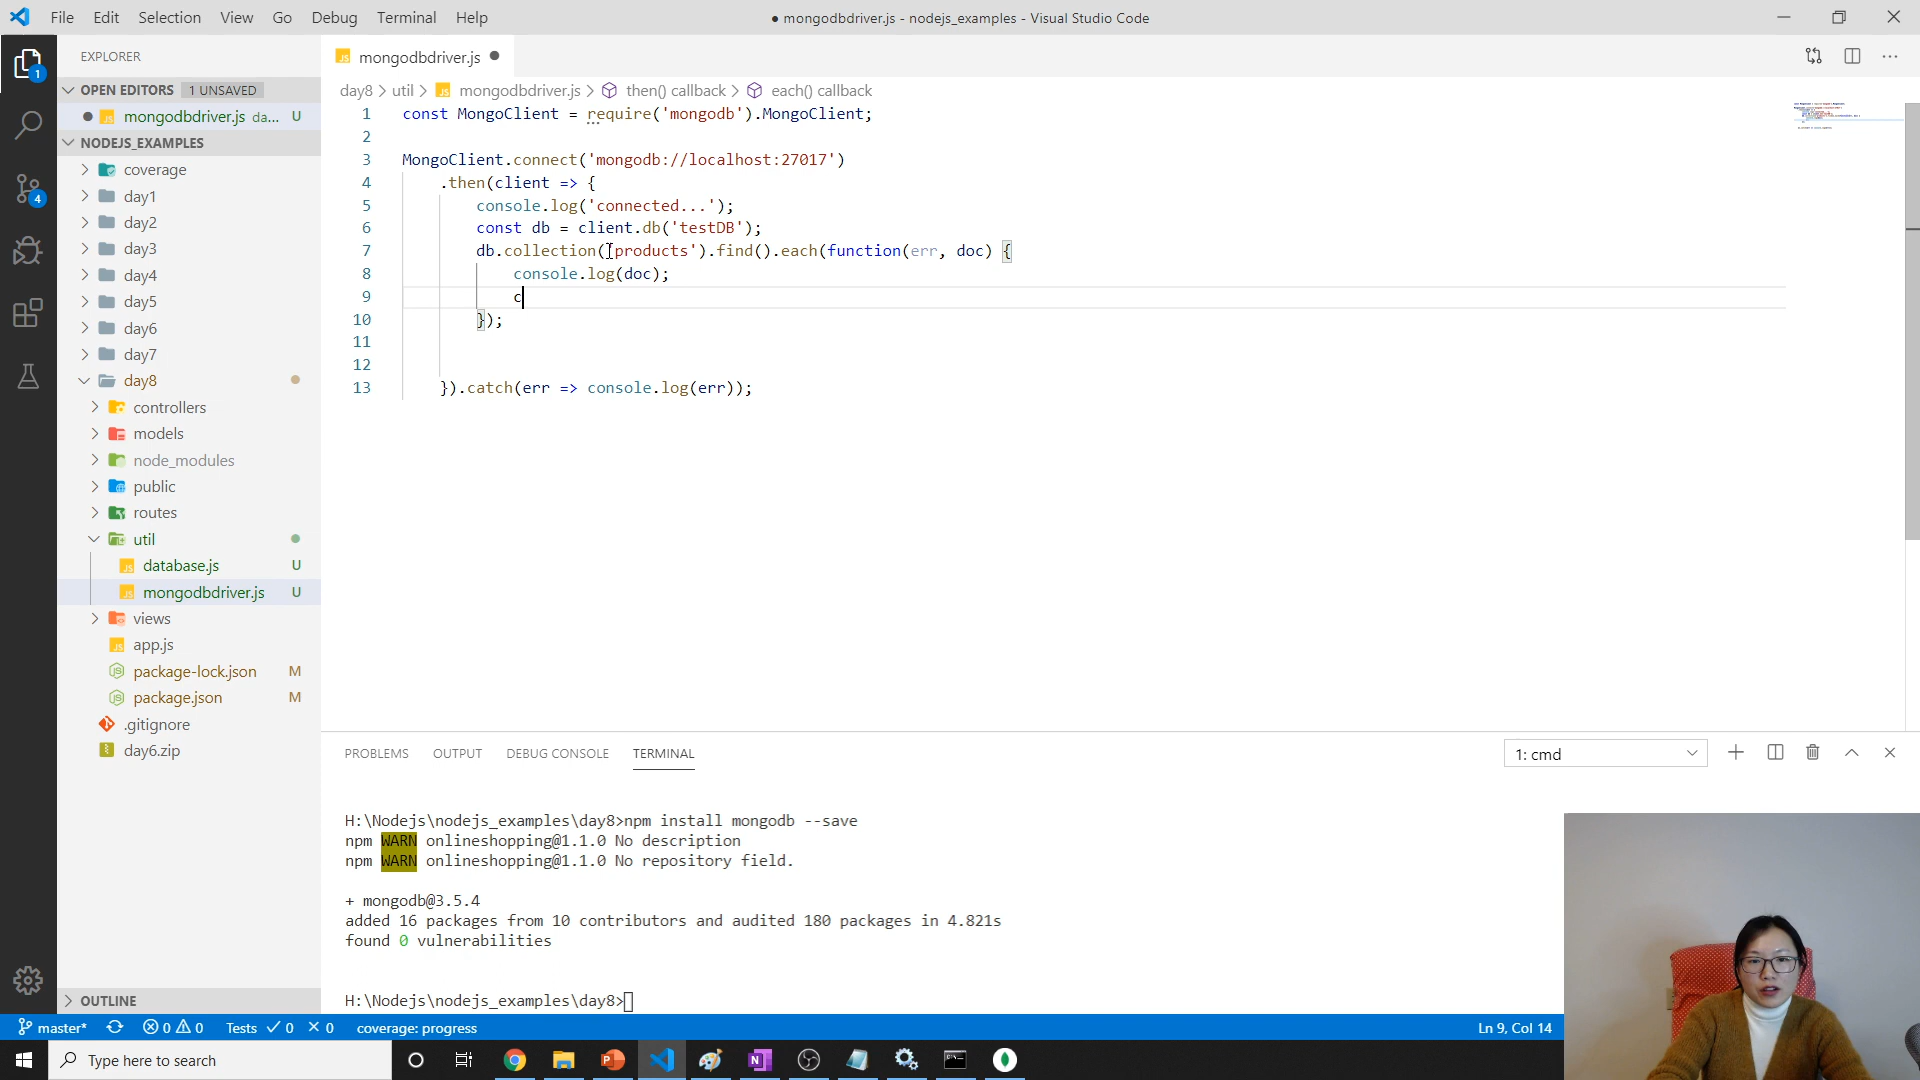 File Edit Selection View Go Debug Terminal Help
● mongodbdriver.js - nodejs_examples - Visual Studio Code
EXPLORER
OPEN EDITORS 1 UNSAVED
mongodbdriver.js da... U
NODEJS_EXAMPLES
coverage
day1
day2
day3
day4
day5
day6
day7
day8
controllers
models
node_modules
public
routes
util
database.js U
mongodbdriver.js U
views
app.js
package-lock.json M
package.json M
.gitignore
day6.zip
OUTLINE
1
4
mongodbdriver.js
day8 > util > mongodbdriver.js > then() callback > each() callback
1 const MongoClient = require('mongodb').MongoClient;
2
3 MongoClient.connect('mongodb://localhost:27017')
4 .then(client => {
5 console.log('connected...');
6 const db = client.db('testDB');
7 db.collection('products').find().each(function(err, doc) {
8 console.log(doc);
9 c
10 });
11
12
13 }).catch(err => console.log(err));
PROBLEMS OUTPUT DEBUG CONSOLE TERMINAL
1: cmd
H:\Nodejs\nodejs_examples\day8>npm install mongodb --save
npm WARN onlineshopping@1.1.0 No description
npm WARN onlineshopping@1.1.0 No repository field.
+ mongodb@3.5.4
added 16 packages from 10 contributors and audited 180 packages in 4.821s
found 0 vulnerabilities
H:\Nodejs\nodejs_examples\day8>
master* 0 0 Tests ✓ 0 ✕ 0 coverage: progress
Ln 9, Col 14
Type here to search